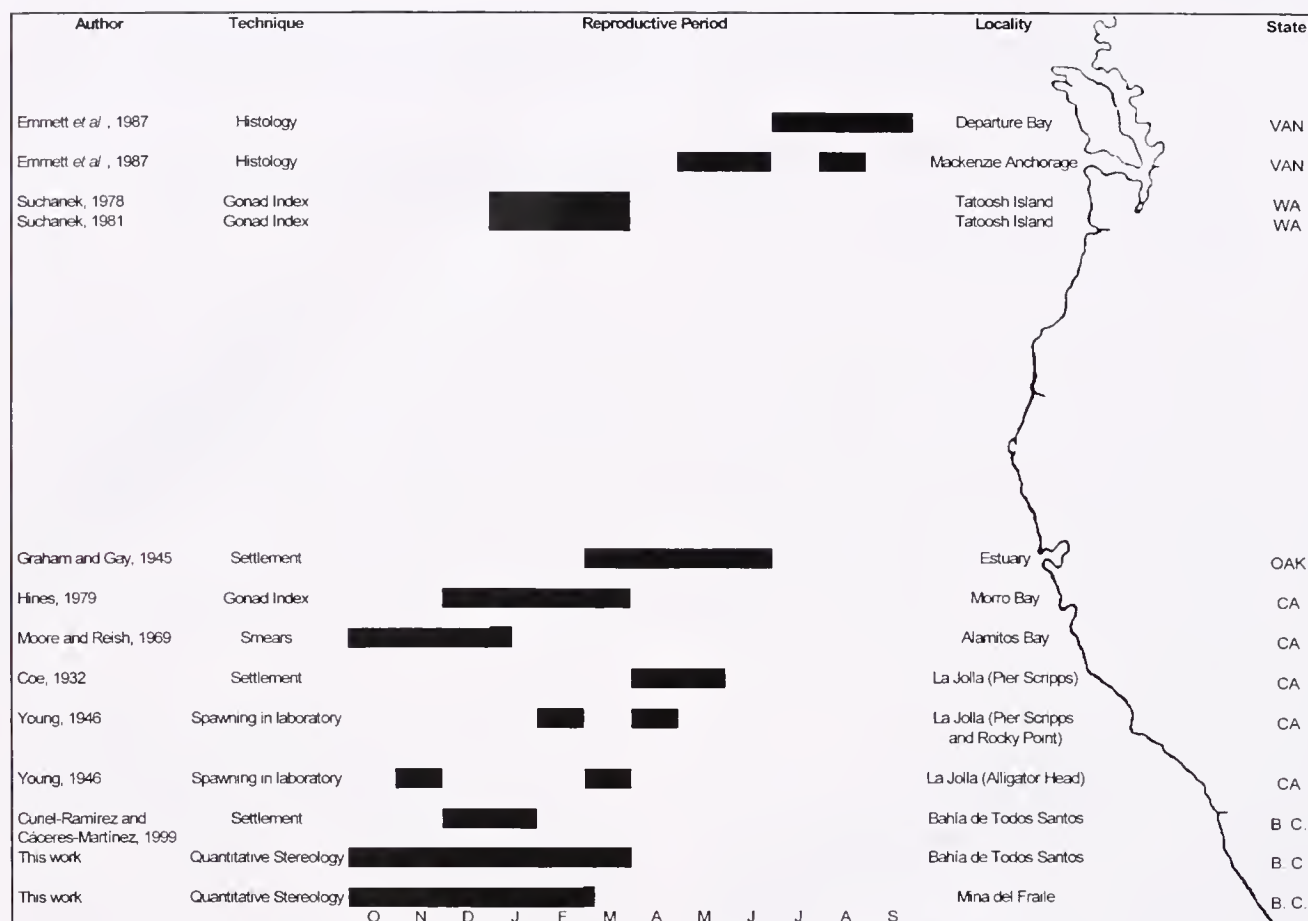 Author Technique Reproductive Period Locality State
Emmett et al , 1987 Histology Departure Bay VAN
Emmett et al , 1987 Histology Mackenzie Anchorage VAN
Suchanek, 1978 Gonad Index Tatoosh Island WA
Suchanek, 1981 Gonad Index Tatoosh Island WA
Graham and Gay, 1945 Settlement Estuary OAK
Hines, 1979 Gonad Index Morro Bay CA
Moore and Reish, 1969 Smears Alamitos Bay CA
Coe, 1932 Settlement La Jolla (Pier Scripps) CA
Young, 1946 Spawning in laboratory La Jolla (Pier Scripps CA
and Rocky Point)
Young, 1946 Spawning in laboratory La Jolla (Alligator Head) CA
Curiel-Ramirez and Settlement Bahía de Todos Santos B C.
Cáceres-Martínez, 1999
This work Quantitative Stereology Bahía de Todos Santos B. C
This work Quantitative Stereology Mina del Fraile B. C.
O N D J F M A M J J A S